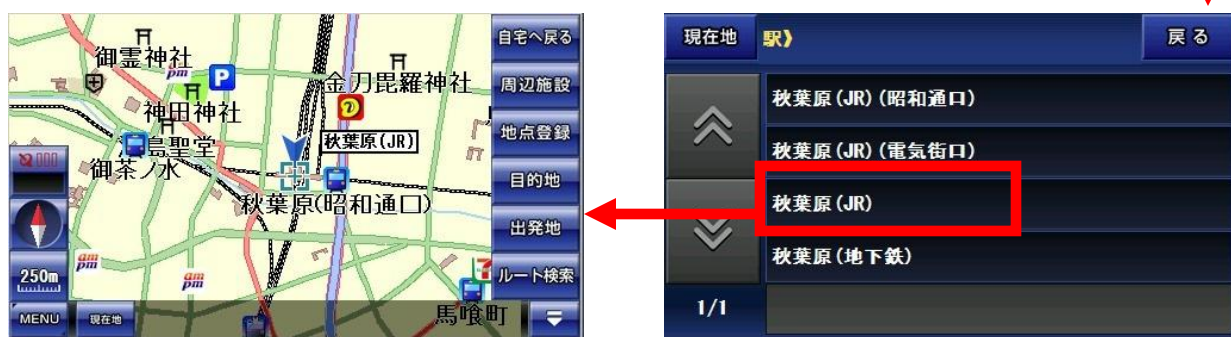 御霊神社
pm
P
金刀毘羅神社
神田神社
島聖堂
御茶ノ水
秋葉原(JR)
秋葉原(昭和通口)
250m
am
pm
am
pm
馬喰町
MENU
現在地
自宅へ戻る
周辺施設
地点登録
目的地
出発地
ルート検索
現在地
駅》
戻る
秋葉原(JR)(昭和通口)
秋葉原(JR)(電気街口)
秋葉原(JR)
秋葉原(地下鉄)
1/1